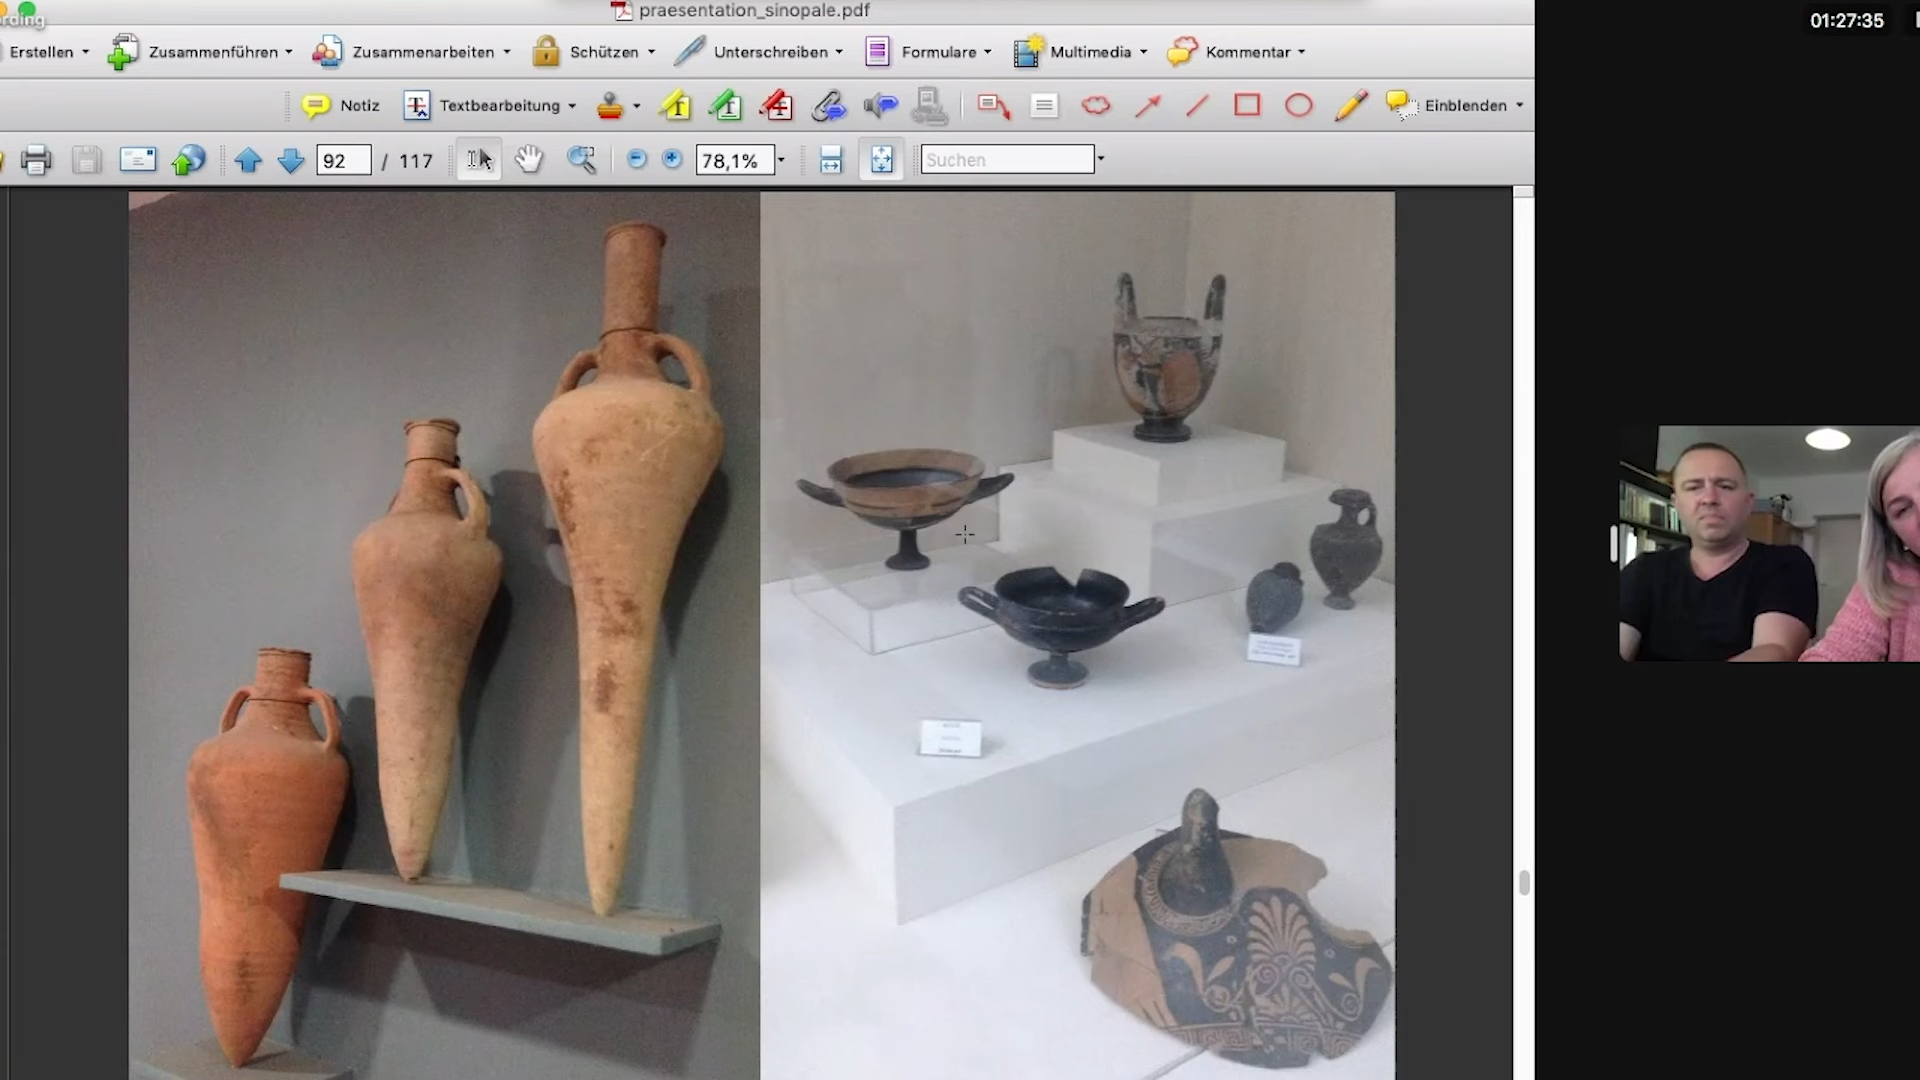 praesentation_sinopale.pdf
01:27:35
rding
Erstellen Zusammenführen Zusammenarbeiten Schützen Unterschreiben Formulare Multimedia Kommentar
Notiz Textbearbeitung Einblenden
92 / 117 78,1% Suchen